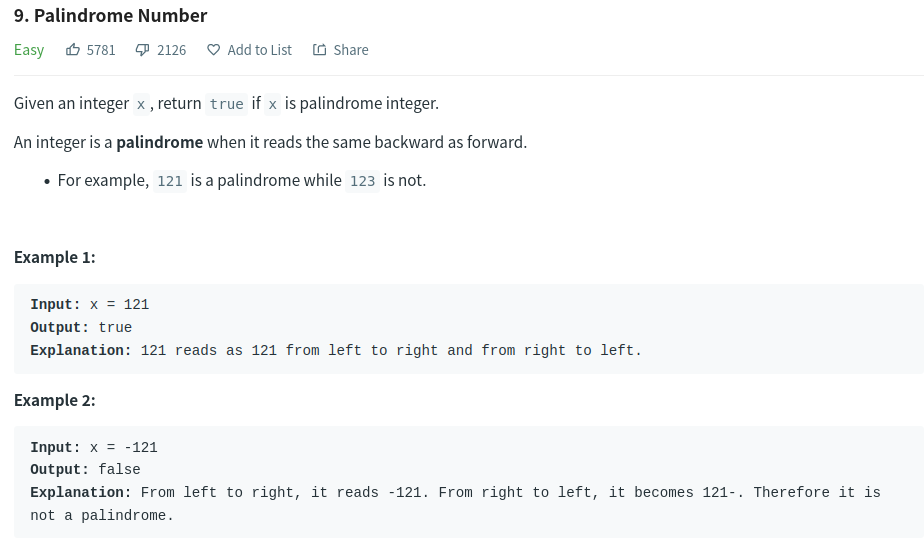 9. Palindrome Number
Easy 5781 2126 Add to List Share
Given an integer x, return true if x is palindrome integer.
An integer is a palindrome when it reads the same backward as forward.
• For example, 121 is a palindrome while 123 is not.
Example 1:
Input: x = 121
Output: true
Explanation: 121 reads as 121 from left to right and from right to left.
Example 2:
Input: x = -121
Output: false
Explanation: From left to right, it reads -121. From right to left, it becomes 121-. Therefore it is
not a palindrome.